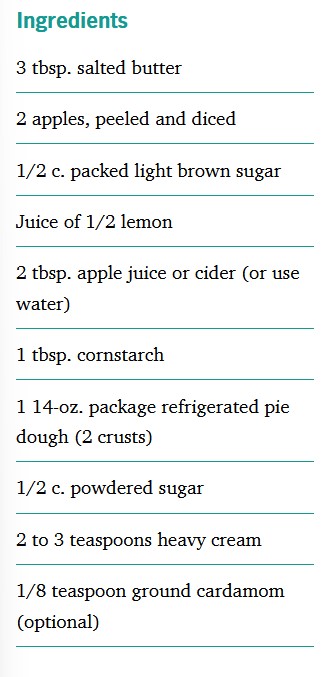 Ingredients
3 tbsp. salted butter
2 apples, peeled and diced
1/2 c. packed light brown sugar
Juice of 1/2 lemon
2 tbsp. apple juice or cider (or use
water)
1 tbsp. cornstarch
1 14-oz. package refrigerated pie
dough (2 crusts)
1/2 c. powdered sugar
2 to 3 teaspoons heavy cream
1/8 teaspoon ground cardamom
(optional)